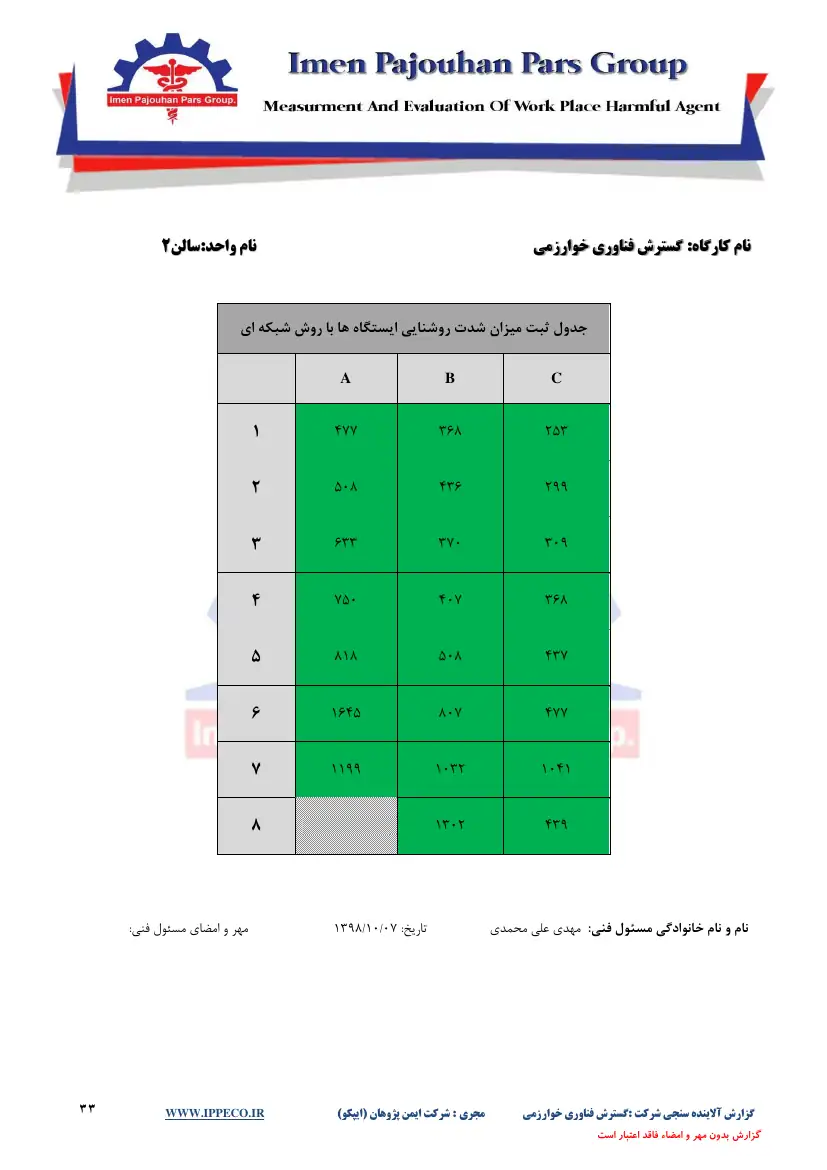 Imen Pajouhan Pars Group
Imen Pajouhan Pars Group.
Measurment And Evaluation Of Work Place Harmful Agent
نام کارگاه: گسترش فناوری خوارزمی نام واحد:سالن۲
جدول ثبت میزان شدت روشنایی ایستگاه ها با روش شبکه ای
A B C
۱ ۴۷۷ ۳۶۸ ۲۵۳
۲ ۵۰۸ ۴۳۶ ۲۹۹
۳ ۶۳۳ ۳۷۰ ۳۰۹
۴ ۷۵۰ ۴۰۷ ۳۶۸
۵ ۸۱۸ ۵۰۸ ۴۳۷
۶ ۱۶۴۵ ۸۰۷ ۴۷۷
۷ ۱۱۹۹ ۱۰۳۲ ۱۰۴۱
۸ ۱۳۰۲ ۴۳۹
نام و نام خانوادگی مسئول فنی: مهدی علی محمدی تاریخ: ۱۳۹۸/۱۰/۰۷ مهر و امضای مسئول فنی:
گزارش آلاینده سنجی شرکت :گسترش فناوری خوارزمی مجری : شرکت ایمن پژوهان (ایپکو) WWW.IPPECO.IR ۳۳
گزارش بدون مهر و امضاء فاقد اعتبار است